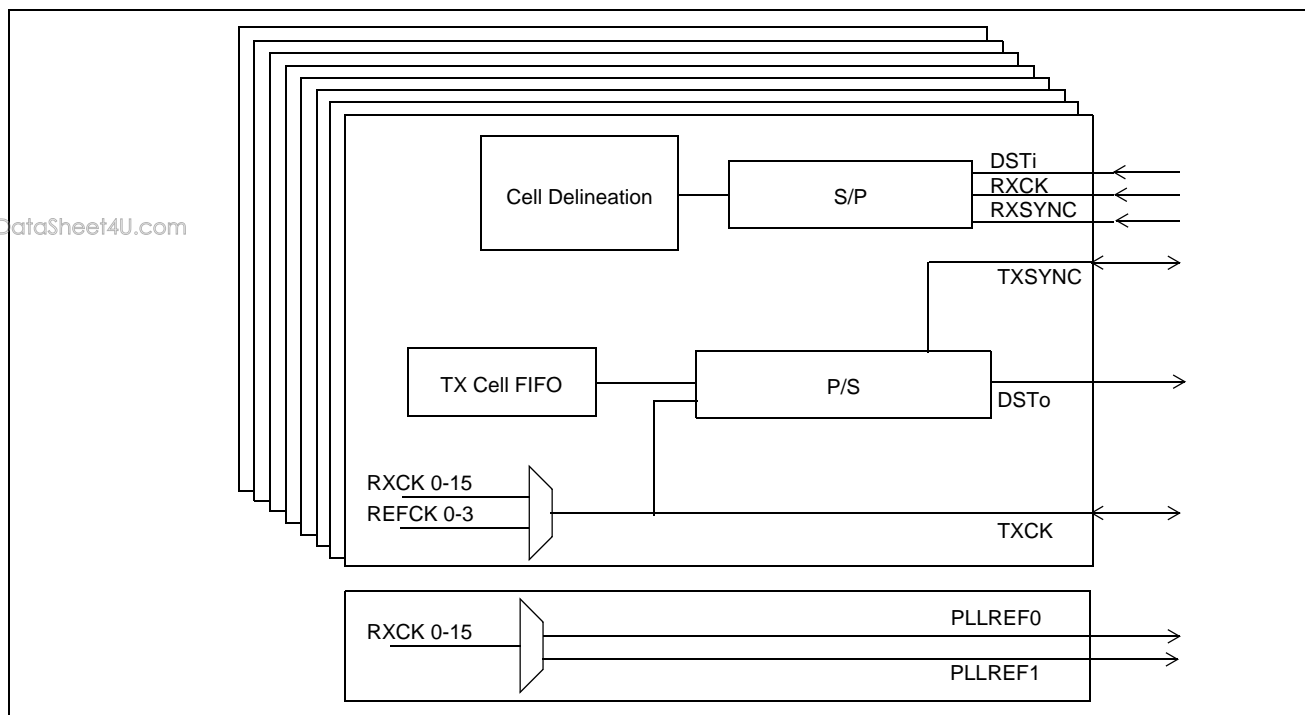 DSTi
Cell Delineation
S/P
RXCK
RXSYNC
DataSheet4U.com
TXSYNC
TX Cell FIFO
P/S
DSTo
RXCK 0-15
REFCK 0-3
TXCK
PLLREF0
RXCK 0-15
PLLREF1